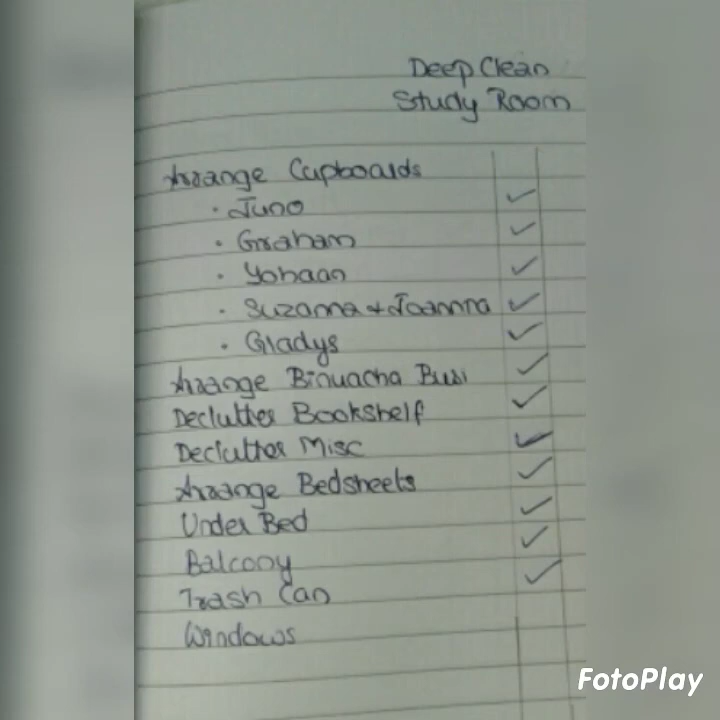 Deep Clean
Study Room
Arrange Cupboards
• Juno ✓
• Graham ✓
• Yohaan ✓
• Suzanna + Joanna ✓
• Gladys ✓
Arrange Binuacha Busi ✓
Declutter Bookshelf ✓
Declutter Misc ✓
Arrange Bedsheets ✓
Under Bed ✓
Balcony ✓
Trash Can ✓
Windows
FotoPlay